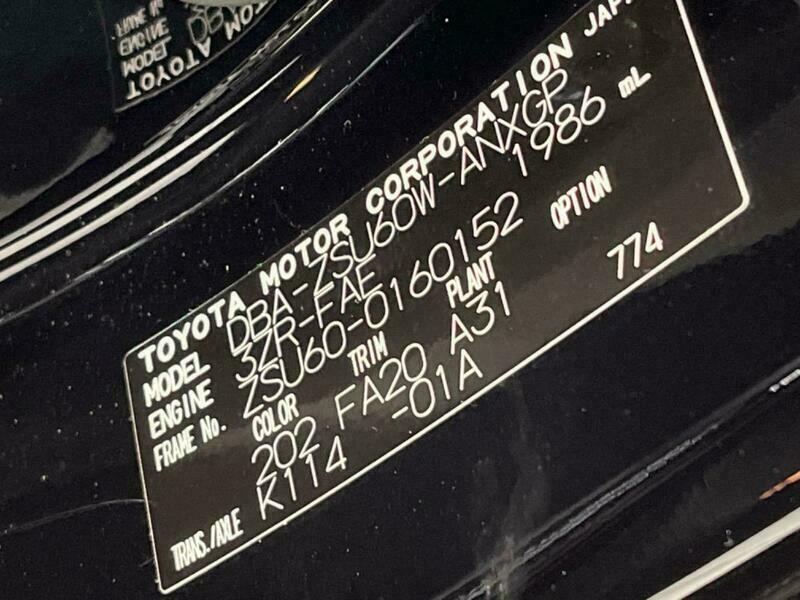 TOYOTA MOTOR CORPORATION JAPAN
MODEL DBA-ZSU60W-ANXGP
ENGINE 3ZR-FAE 1986 mL
FRAME No. ZSU60-0160152
COLOR TRIM PLANT OPTION
202 FA20 A31 774
TRANS./AXLE K114 -01A